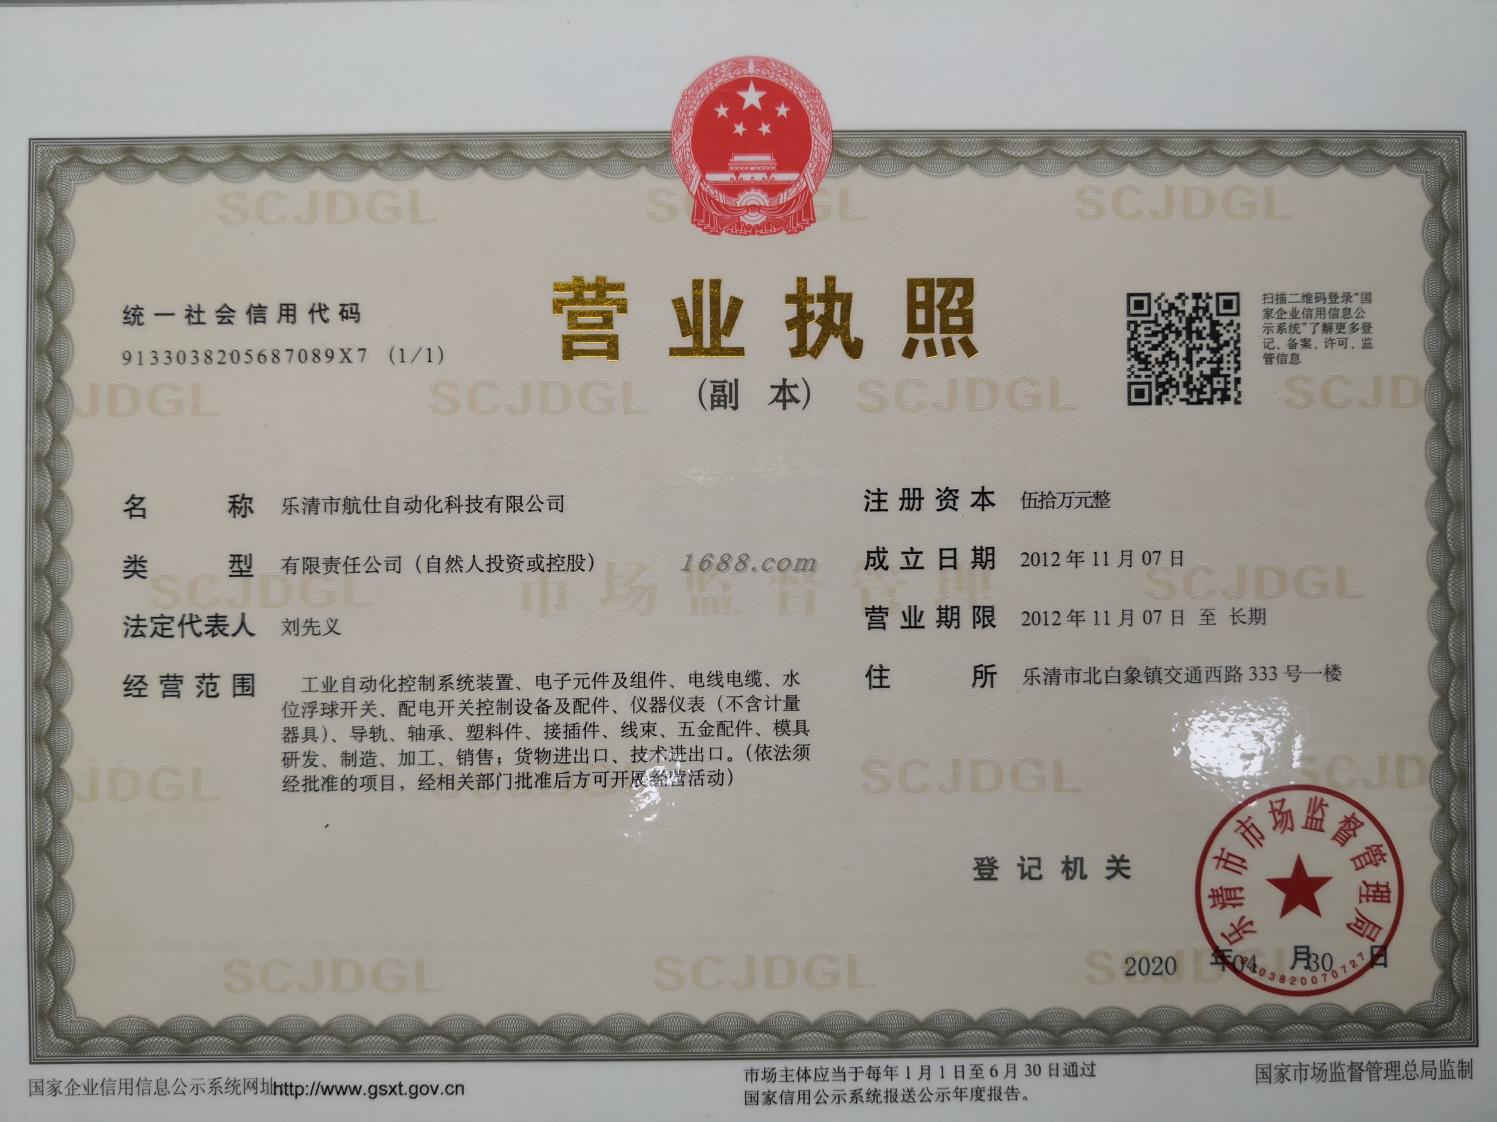 统一社会信用代码
9133038205687089X7 (1/1)
营业执照
(副 本)
扫描二维码登录“国
家企业信用信息公
示系统”了解更多登
记、备案、许可、监
管信息
名 称 乐清市航仕自动化科技有限公司
类 型 有限责任公司（自然人投资或控股）
法定代表人 刘先义
经营范围 工业自动化控制系统装置、电子元件及组件、电线电缆、水
位浮球开关、配电开关控制设备及配件、仪器仪表（不含计量
器具）、导轨、轴承、塑料件、接插件、线束、五金配件、模具
研发、制造、加工、销售；货物进出口、技术进出口。（依法须
经批准的项目，经相关部门批准后方可开展经营活动）
注册资本 伍拾万元整
成立日期 2012年11月07日
营业期限 2012年11月07日 至 长期
住 所 乐清市北白象镇交通西路333号一楼
1688.com
市场监督管理
SCJDGL
登记机关
乐清市市场监督管理局
2020 年04 月30 日
国家企业信用信息公示系统网址http://www.gsxt.gov.cn
市场主体应当于每年1月1日至6月30日通过
国家信用公示系统报送公示年度报告。
国家市场监督管理总局监制